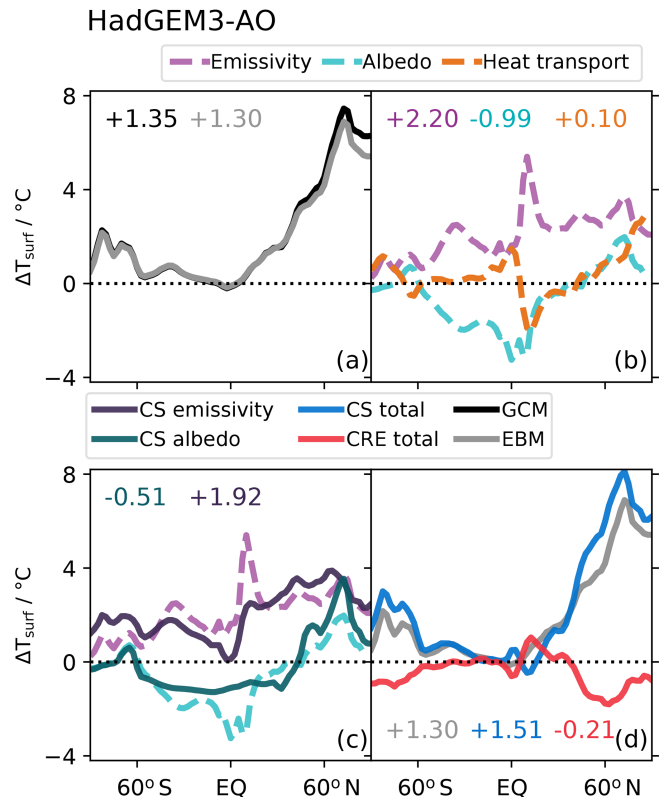 HadGEM3-AO
Emissivity Albedo Heat transport
8
4
0
−4
ΔTsurf / °C
+1.35 +1.30
(a)
+2.20 -0.99 +0.10
(b)
CS emissivity CS total GCM
CS albedo CRE total EBM
8
4
0
−4
ΔTsurf / °C
-0.51 +1.92
(c)
+1.30 +1.51 -0.21
(d)
60° S EQ 60° N 60° S EQ 60° N